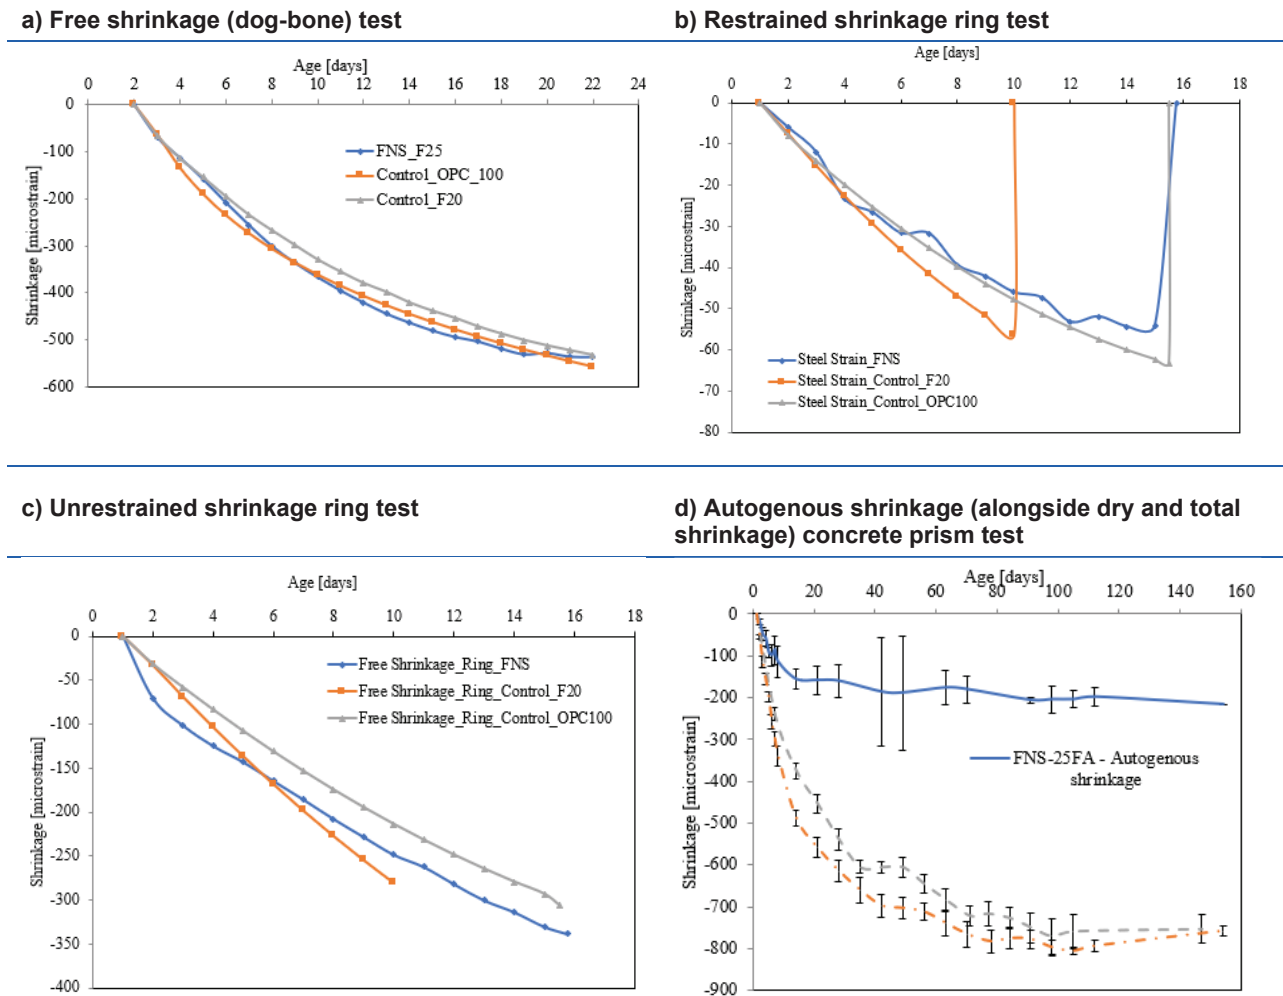 a) Free shrinkage (dog-bone) test
Age [days]
0 2 4 6 8 10 12 14 16 18 20 22 24
0
-100
-200
-300
-400
-500
-600
Shrinkage [microstrain]
FNS_F25
Control_OPC_100
Control_F20
b) Restrained shrinkage ring test
Age [days]
0 2 4 6 8 10 12 14 16 18
0
-10
-20
-30
-40
-50
-60
-70
-80
Shrinkage [microstrain]
Steel Strain_FNS
Steel Strain_Control_F20
Steel Strain_Control_OPC100
c) Unrestrained shrinkage ring test
Age [days]
0 2 4 6 8 10 12 14 16 18
0
-50
-100
-150
-200
-250
-300
-350
-400
Shrinkage [microstrain]
Free Shrinkage_Ring_FNS
Free Shrinkage_Ring_Control_F20
Free Shrinkage_Ring_Control_OPC100
d) Autogenous shrinkage (alongside dry and total
shrinkage) concrete prism test
Age [days]
0 20 40 60 80 100 120 140 160
0
-100
-200
-300
-400
-500
-600
-700
-800
-900
Shrinkage [microstrain]
FNS-25FA - Autogenous
shrinkage